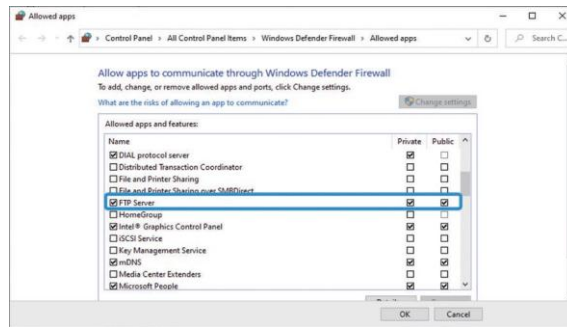 Allowed apps
Control Panel > All Control Panel Items > Windows Defender Firewall > Allowed apps
Search C...
Allow apps to communicate through Windows Defender Firewall
To add, change, or remove allowed apps and ports, click Change settings.
What are the risks of allowing an app to communicate?
Change settings
Allowed apps and features:
Name Private Public
DIAL protocol server
Distributed Transaction Coordinator
File and Printer Sharing
File and Printer Sharing over SMBDirect
FTP Server
HomeGroup
Intel® Graphics Control Panel
iSCSI Service
Key Management Service
mDNS
Media Center Extenders
Microsoft People
OK Cancel